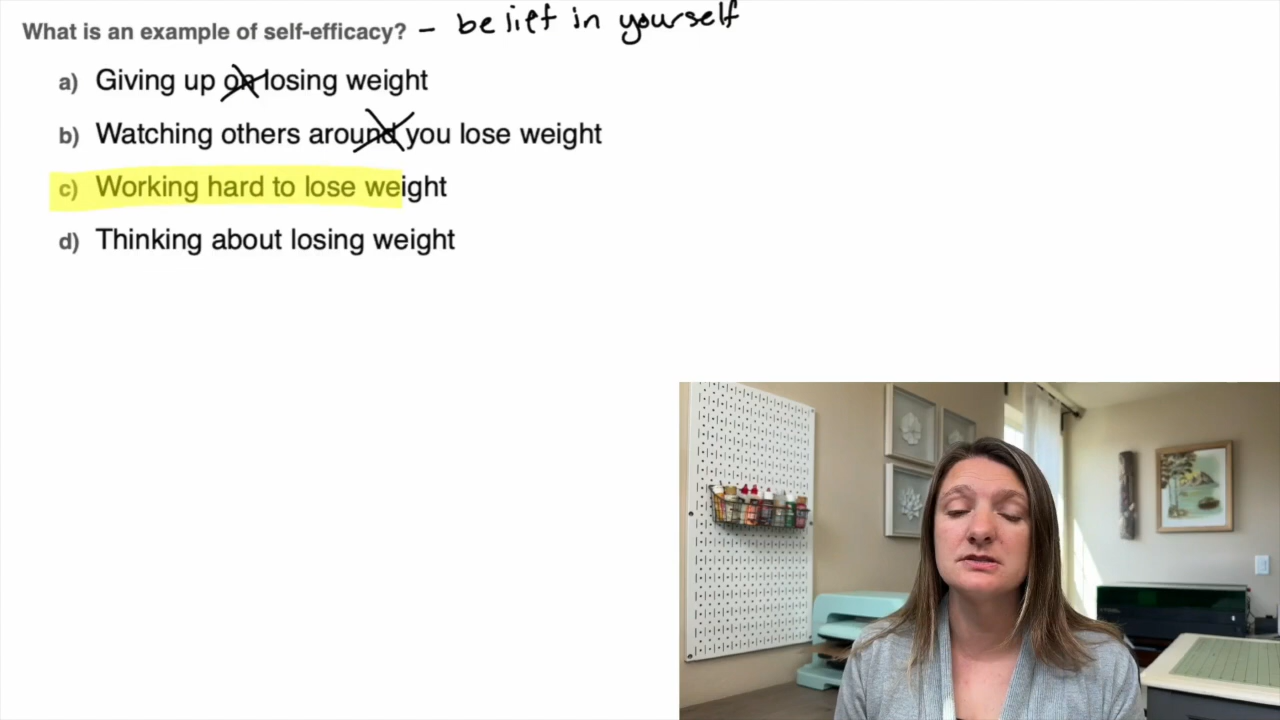 What is an example of self-efficacy? - belief in yourself
a) Giving up on losing weight
b) Watching others around you lose weight
c) Working hard to lose weight
d) Thinking about losing weight